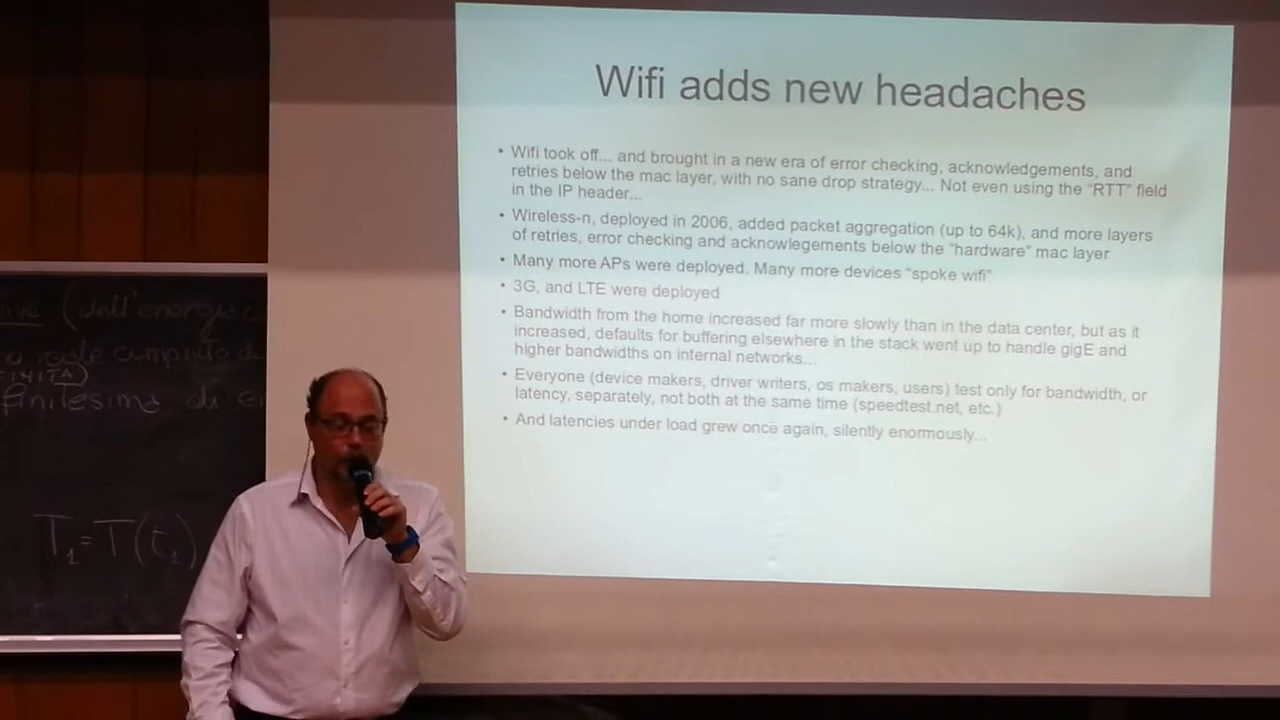 Wifi adds new headaches
• Wifi took off... and brought in a new era of error checking, acknowledgements, and
retries below the mac layer, with no sane drop strategy... Not even using the "RTT" field
in the IP header...
• Wireless-n, deployed in 2006, added packet aggregation (up to 64k), and more layers
of retries, error checking and acknowlegements below the "hardware" mac layer
• Many more APs were deployed. Many more devices "spoke wifi"
• 3G, and LTE were deployed
• Bandwidth from the home increased far more slowly than in the data center, but as it
increased, defaults for buffering elsewhere in the stack went up to handle gigE and
higher bandwidths on internal networks...
• Everyone (device makers, driver writers, os makers, users) test only for bandwidth, or
latency, separately, not both at the same time (speedtest.net, etc.)
• And latencies under load grew once again, silently enormously...
(dell'energia
T₁=T(t₁)